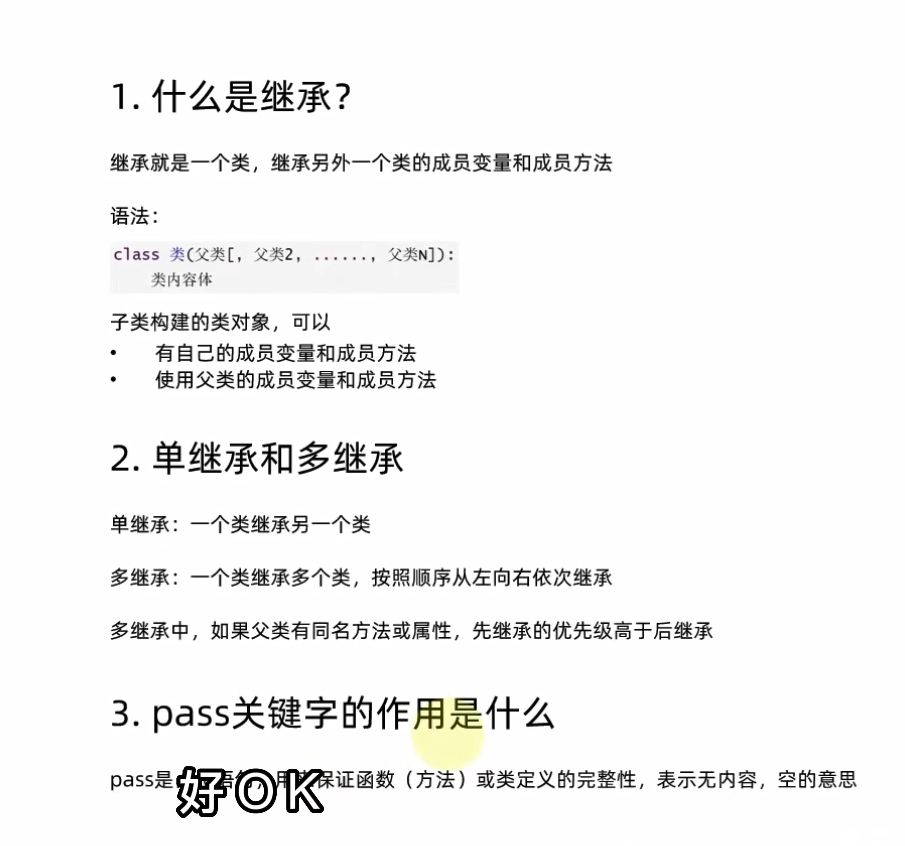 1. 什么是继承？
继承就是一个类，继承另外一个类的成员变量和成员方法
语法：
class 类(父类[, 父类2, ......, 父类N]):
类内容体
子类构建的类对象，可以
• 有自己的成员变量和成员方法
• 使用父类的成员变量和成员方法
2. 单继承和多继承
单继承：一个类继承另一个类
多继承：一个类继承多个类，按照顺序从左向右依次继承
多继承中，如果父类有同名方法或属性，先继承的优先级高于后继承
3. pass关键字的作用是什么
pass是 语句，用来保证函数（方法）或类定义的完整性，表示无内容，空的意思
好OK